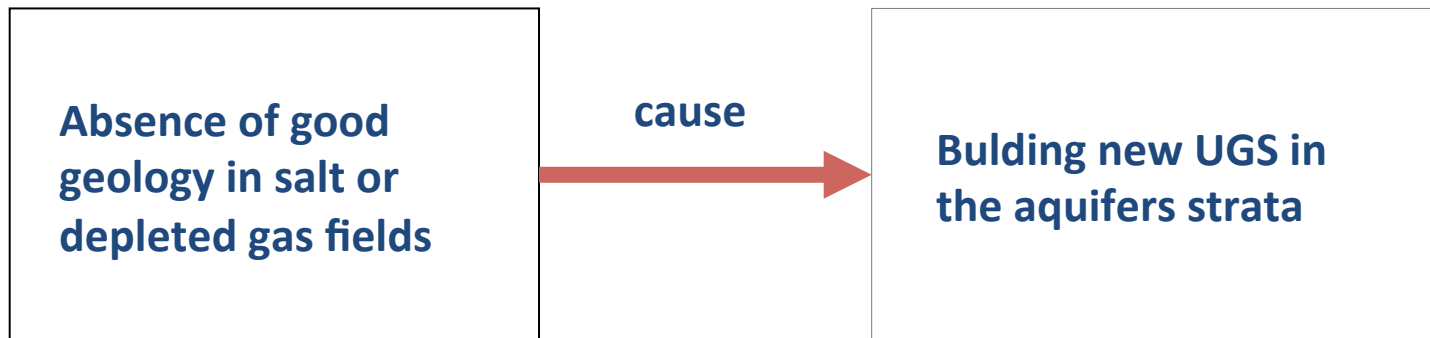 Absence of good
geology in salt or
depleted gas fields
cause
Bulding new UGS in
the aquifers strata